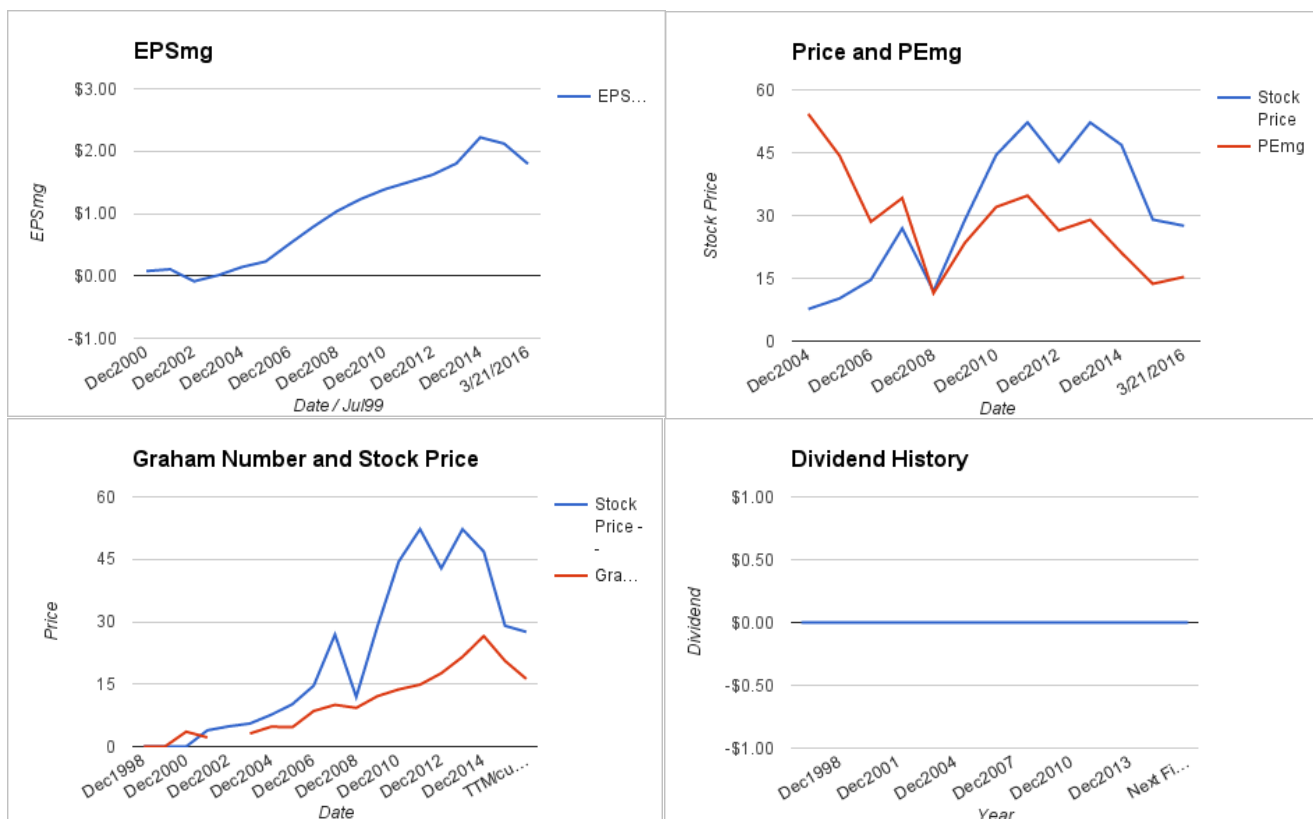 EPSmg
$3.00
$2.00
$1.00
$0.00
-$1.00
EPSmg
EPS...
Dec2000
Dec2002
Dec2004
Dec2006
Dec2008
Dec2010
Dec2012
Dec2014
3/21/2016
Date / Jul99
Price and PEmg
60
45
30
15
0
Stock Price
Stock
Price
PEmg
Dec2004
Dec2006
Dec2008
Dec2010
Dec2012
Dec2014
3/21/2016
Date
Graham Number and Stock Price
60
45
30
15
0
Price
Stock
Price -
-
Gra...
Dec1998
Dec2000
Dec2002
Dec2004
Dec2006
Dec2008
Dec2010
Dec2012
Dec2014
TTM/cu...
Date
Dividend History
$1.00
$0.50
$0.00
-$0.50
-$1.00
Dividend
Dec1998
Dec2001
Dec2004
Dec2007
Dec2010
Dec2013
Next Fi...
Year